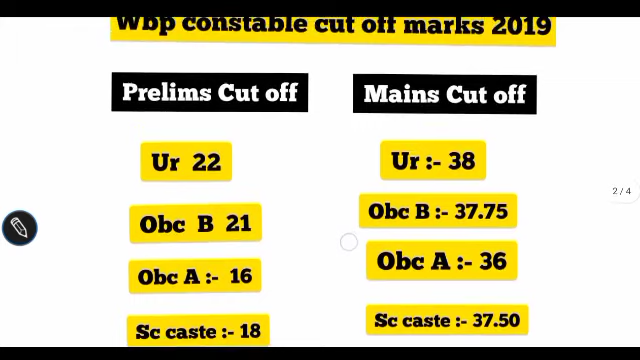 Wbp constable cut off marks 2019
Prelims Cut off
Ur 22
Obc B 21
Obc A :- 16
Sc caste :- 18
Mains Cut off
Ur :- 38
Obc B :- 37.75
Obc A :- 36
Sc caste :- 37.50
2/4